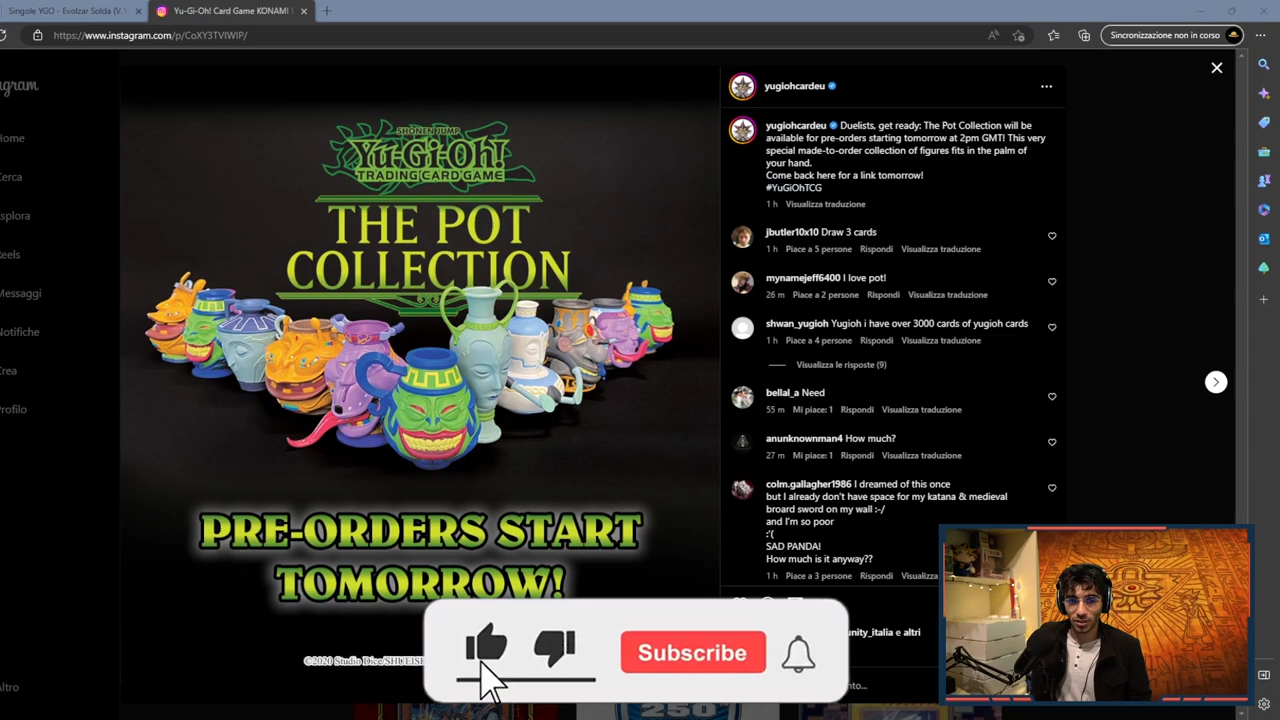 Singole YGO - Evolzar Solda (V.1
Yu-Gi-Oh! Card Game KONAMI
https://www.instagram.com/p/CoXY3TVIWIP/
Sincronizzazione non in corso
agram
Home
Cerca
splora
Reels
Messaggi
Notifiche
Crea
Profilo
Altro
SHONEN JUMP
Yu-Gi-Oh!
TRADING CARD GAME
THE POT
COLLECTION
PRE-ORDERS START
TOMORROW!
©2020 Studio Dice/SHUEISH
yugiohcardeu
yugiohcardeu Duelists, get ready: The Pot Collection will be
available for pre-orders starting tomorrow at 2pm GMT! This very
special made-to-order collection of figures fits in the palm of
your hand.
Come back here for a link tomorrow!
#YuGiOhTCG
1 h Visualizza traduzione
jbutler10x10 Draw 3 cards
1 h Piace a 5 persone Rispondi Visualizza traduzione
mynamejeff6400 I love pot!
26 m Piace a 2 persone Rispondi Visualizza traduzione
shwan_yugioh Yugioh i have over 3000 cards of yugioh cards
1 h Piace a 4 persone Rispondi Visualizza traduzione
Visualizza le risposte (9)
bellal_a Need
55 m Mi piace: 1 Rispondi Visualizza traduzione
anunknownman4 How much?
27 m Mi piace: 1 Rispondi Visualizza traduzione
colm.gallagher1986 I dreamed of this once
but I already don't have space for my katana & medieval
broard sword on my wall :-/
and I'm so poor
:'(
SAD PANDA!
How much is it anyway??
1 h Piace a 3 persone Rispondi Visualizza
unity_italia e altri
nto...
Subscribe
250